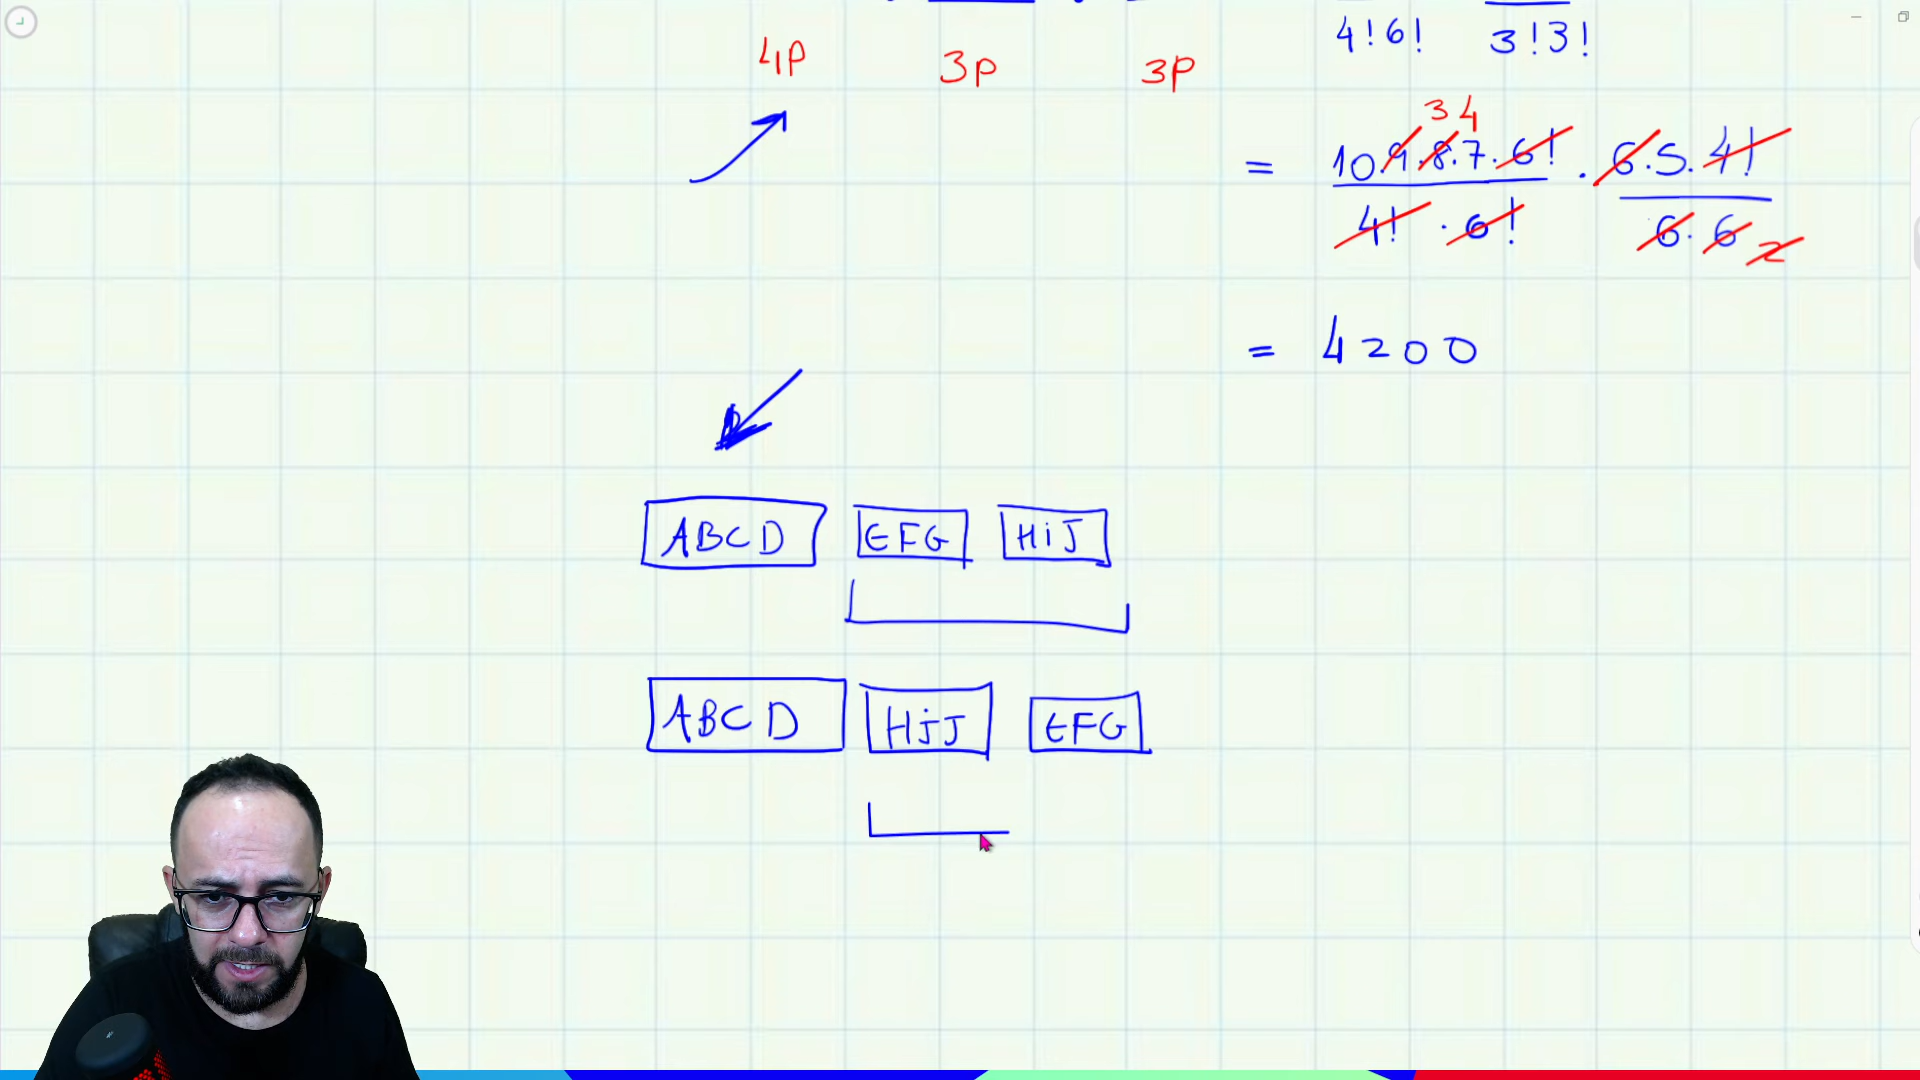 4!6! 3!3!
4P 3P 3P
3 4
= 10.9.8.7.6! . 6.5.4!
4! . 6! 6. 6 2
= 4200
ABCD EFG HiJ
ABCD HiJ EFG